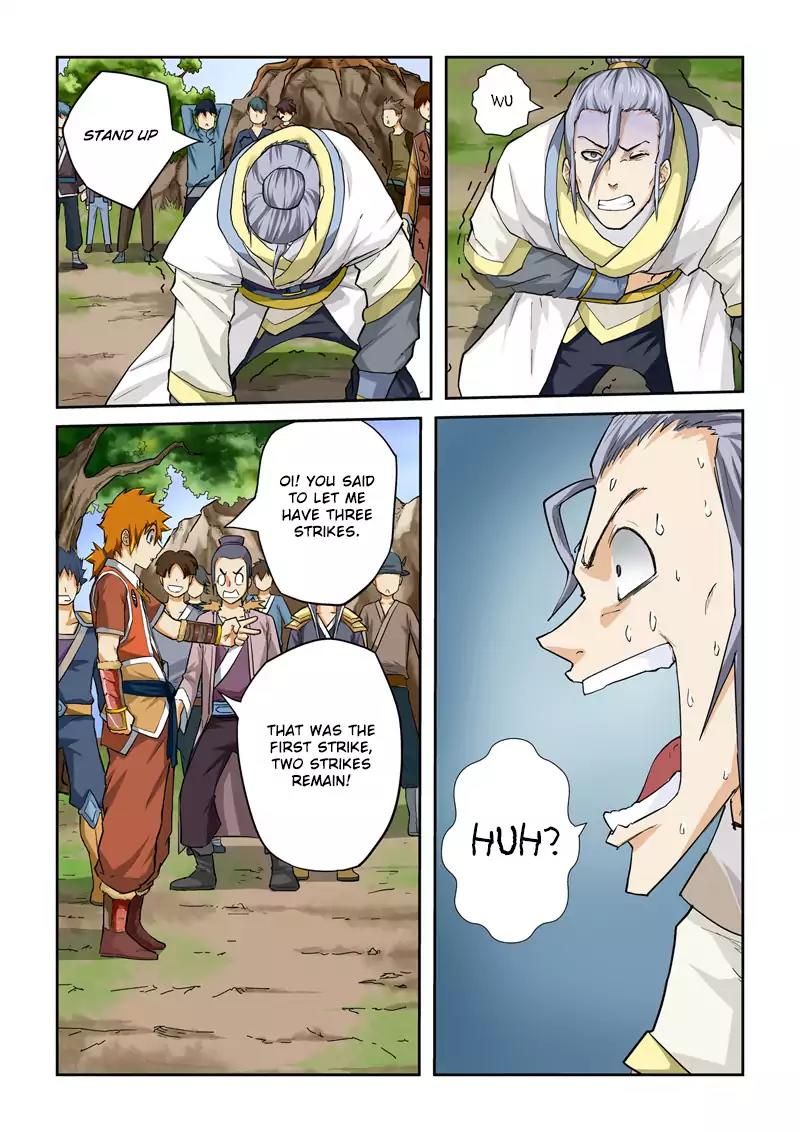 STAND UP
WU
OI! YOU SAID
TO LET ME
HAVE THREE
STRIKES.
THAT WAS THE
FIRST STRIKE,
TWO STRIKES
REMAIN!
HUH?